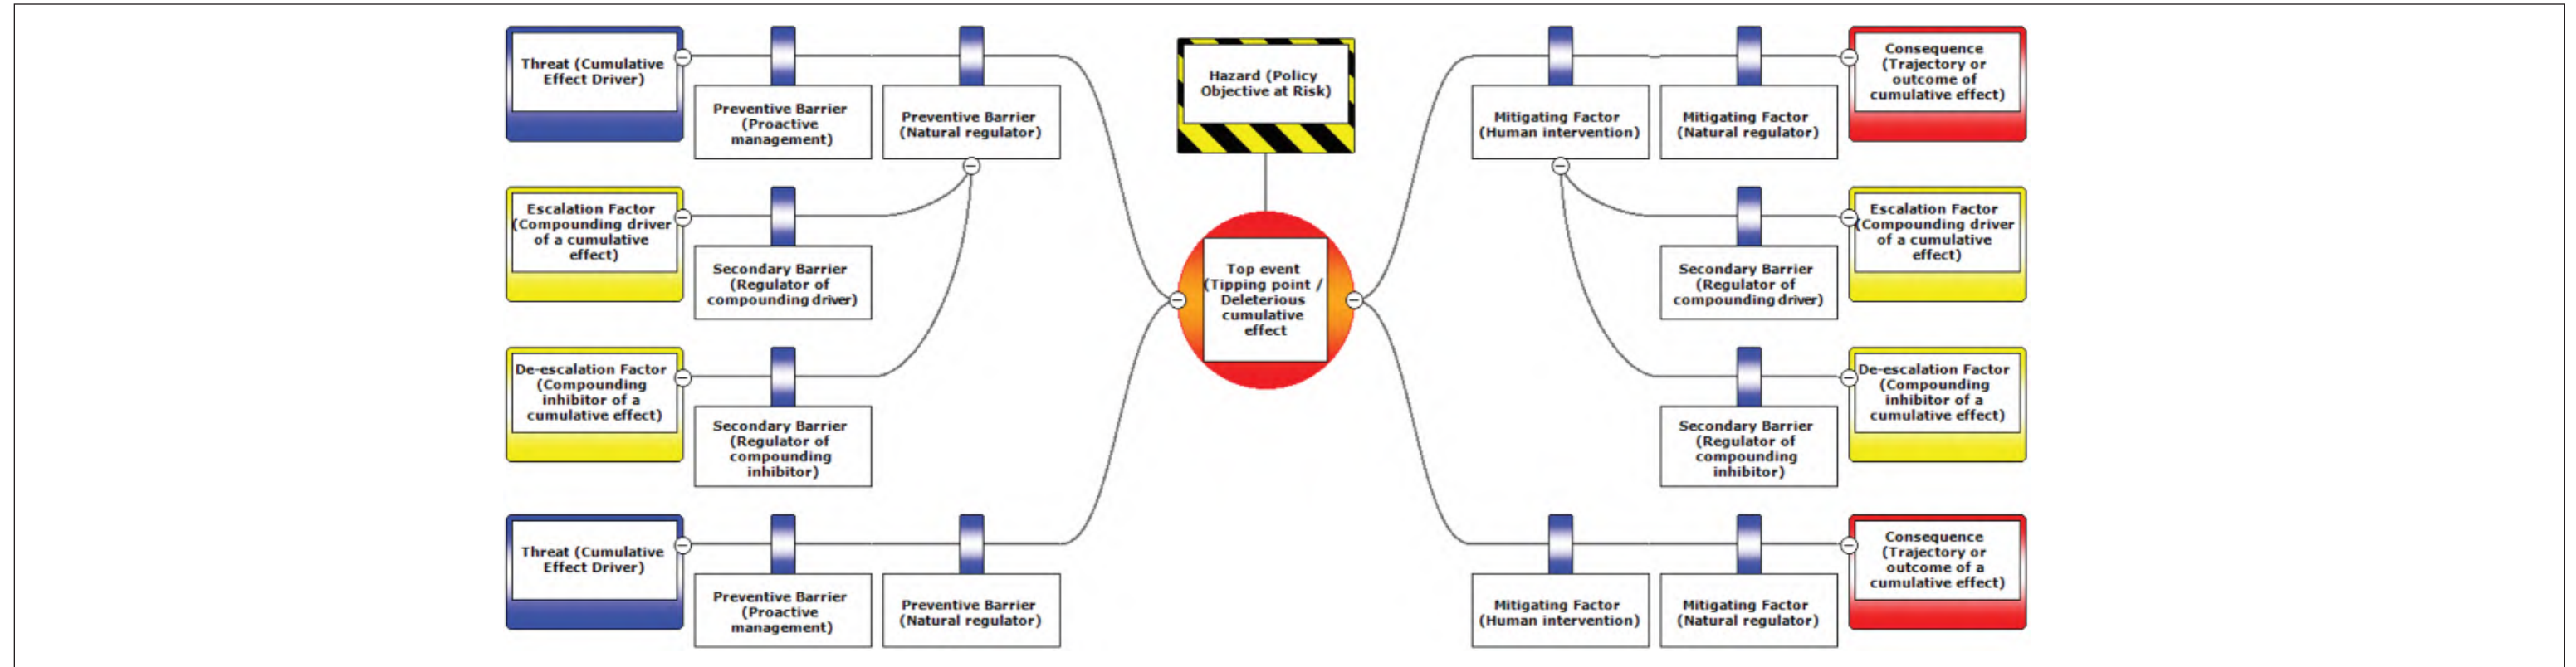 Threat (Cumulative
Effect Driver)
Preventive Barrier
(Proactive
management)
Preventive Barrier
(Natural regulator)
Hazard (Policy
Objective at Risk)
Mitigating Factor
(Human intervention)
Mitigating Factor
(Natural regulator)
Consequence
(Trajectory or
outcome of
cumulative effect)
Escalation Factor
(Compounding driver
of a cumulative
effect)
Secondary Barrier
(Regulator of
compounding driver)
Top event
(Tipping point /
Deleterious
cumulative
effect
Secondary Barrier
(Regulator of
compounding driver)
Escalation Factor
(Compounding driver
of a cumulative
effect)
De-escalation Factor
(Compounding
inhibitor of a
cumulative effect)
Secondary Barrier
(Regulator of
compounding
inhibitor)
Secondary Barrier
(Regulator of
compounding
inhibitor)
De-escalation Factor
(Compounding
inhibitor of a
cumulative effect)
Threat (Cumulative
Effect Driver)
Preventive Barrier
(Proactive
management)
Preventive Barrier
(Natural regulator)
Mitigating Factor
(Human intervention)
Mitigating Factor
(Natural regulator)
Consequence
(Trajectory or
outcome of a
cumulative effect)